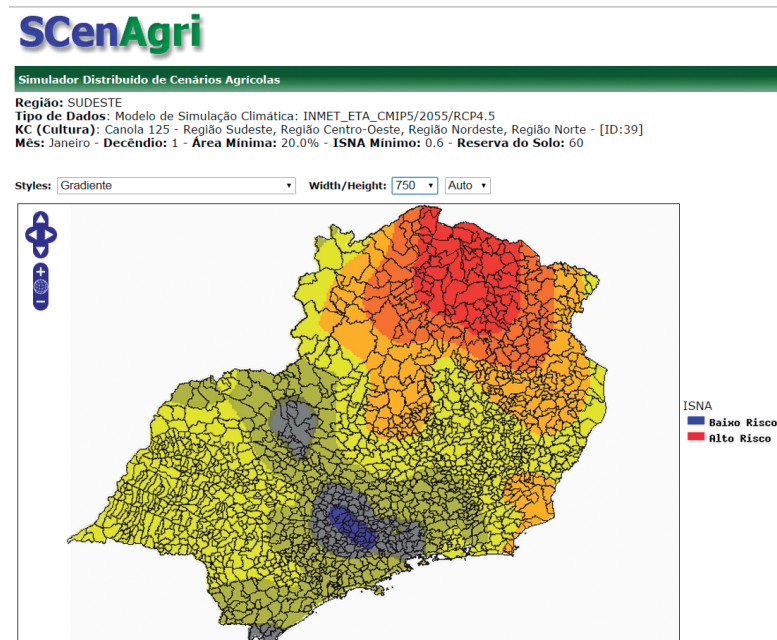 SCenAgri
Simulador Distribuído de Cenários Agrícolas
Região: SUDESTE
Tipo de Dados: Modelo de Simulação Climática: INMET_ETA_CMIP5/2055/RCP4.5
KC (Cultura): Canola 125 - Região Sudeste, Região Centro-Oeste, Região Nordeste, Região Norte - [ID:39]
Mês: Janeiro - Decêndio: 1 - Área Mínima: 20.0% - ISNA Mínimo: 0.6 - Reserva do Solo: 60
Styles: Gradiente Width/Height: 750 Auto
ISNA
Baixo Risco
Alto Risco